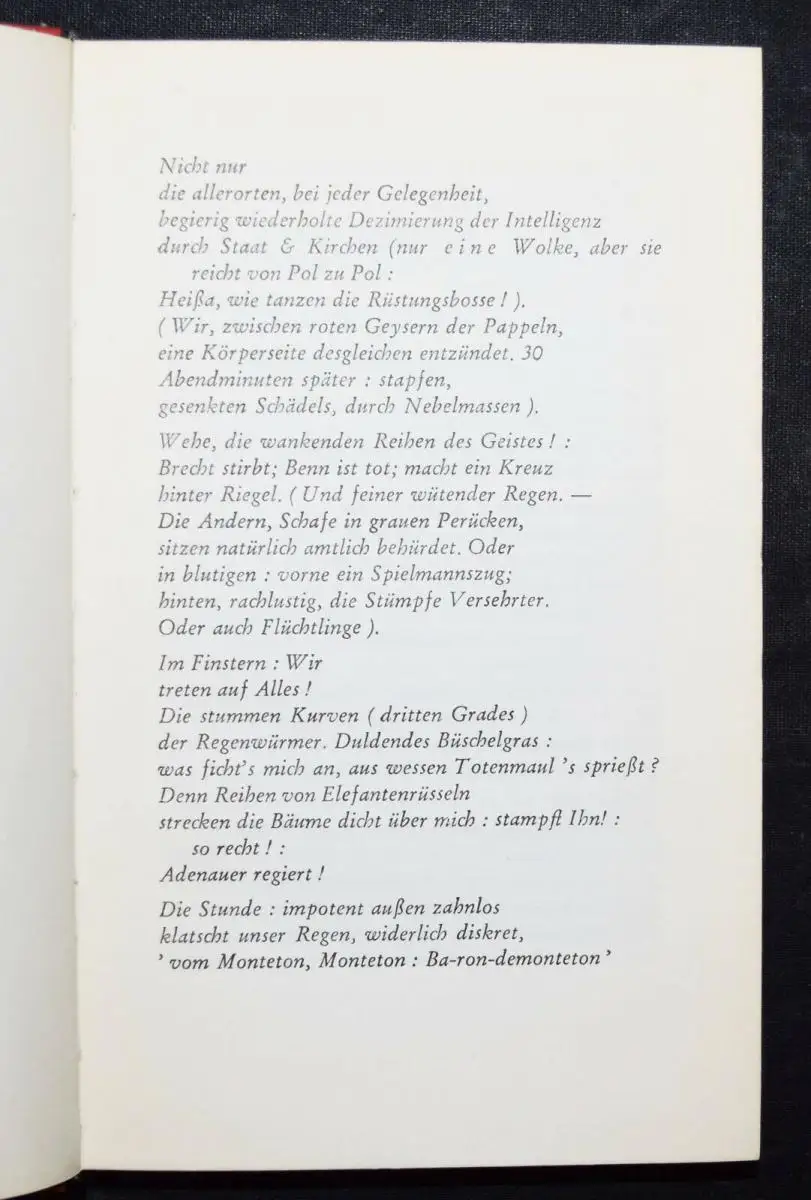 Nicht nur
die allerorten, bei jeder Gelegenheit,
begierig wiederholte Dezimierung der Intelligenz
durch Staat & Kirchen (nur e i n e Wolke, aber sie
reicht von Pol zu Pol :
Heißa, wie tanzen die Rüstungsbosse ! ).
( Wir, zwischen roten Geysern der Pappeln,
eine Körperseite desgleichen entzündet. 30
Abendminuten später : stapfen,
gesenkten Schädels, durch Nebelmassen ).
Wehe, die wankenden Reihen des Geistes ! :
Brecht stirbt; Benn ist tot; macht ein Kreuz
hinter Riegel. ( Und feiner wütender Regen. —
Die Andern, Schafe in grauen Perücken,
sitzen natürlich amtlich behürdet. Oder
in blutigen : vorne ein Spielmannszug;
hinten, rachlustig, die Stümpfe Versehrter.
Oder auch Flüchtlinge ).
Im Finstern : Wir
treten auf Alles !
Die stummen Kurven ( dritten Grades )
der Regenwürmer. Duldendes Büschelgras :
was ficht's mich an, aus wessen Totenmaul 's sprießt ?
Denn Reihen von Elefantenrüsseln
strecken die Bäume dicht über mich : stampft Ihn! :
so recht ! :
Adenauer regiert !
Die Stunde : impotent außen zahnlos
klatscht unser Regen, widerlich diskret,
’ vom Monteton, Monteton : Ba-ron-demonteton ’